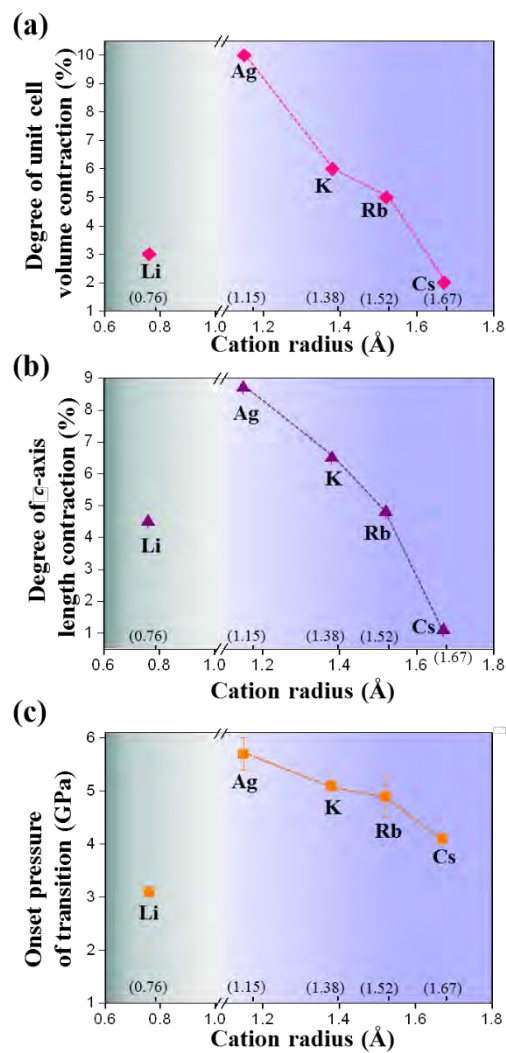 (a)
Degree of unit cell
volume contraction (%)
10
9
8
7
6
5
4
3
2
1
Ag
K
Rb
Cs
Li
(0.76) (1.15) (1.38) (1.52) (1.67)
0.6 0.8 1.0 1.2 1.4 1.6 1.8
Cation radius (Å)
(b)
Degree of c-axis
length contraction (%)
9
8
7
6
5
4
3
2
1
Ag
K
Rb
Li
Cs
(0.76) (1.15) (1.38) (1.52) (1.67)
0.6 0.8 1.0 1.2 1.4 1.6 1.8
Cation radius (Å)
(c)
Onset pressure
of transition (GPa)
6
5
4
3
2
1
Ag
K
Rb
Cs
Li
(0.76) (1.15) (1.38) (1.52) (1.67)
0.6 0.8 1.0 1.2 1.4 1.6 1.8
Cation radius (Å)